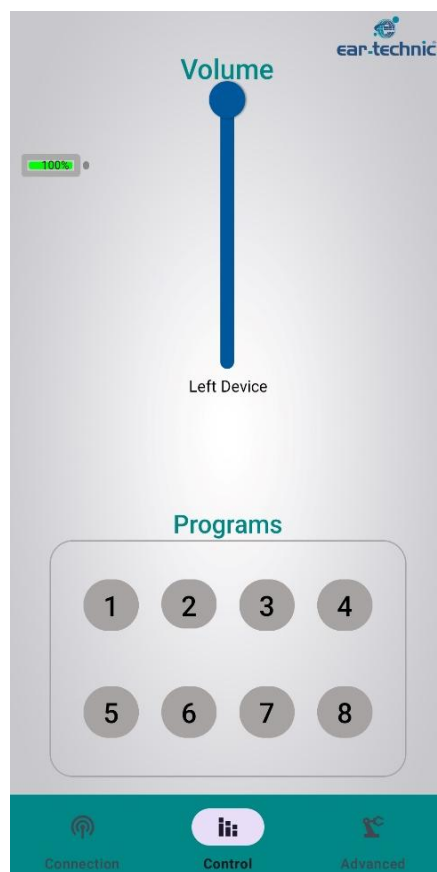 ear-technic
Volume
100%
Left Device
Programs
1 2 3 4
5 6 7 8
Connection Control Advanced